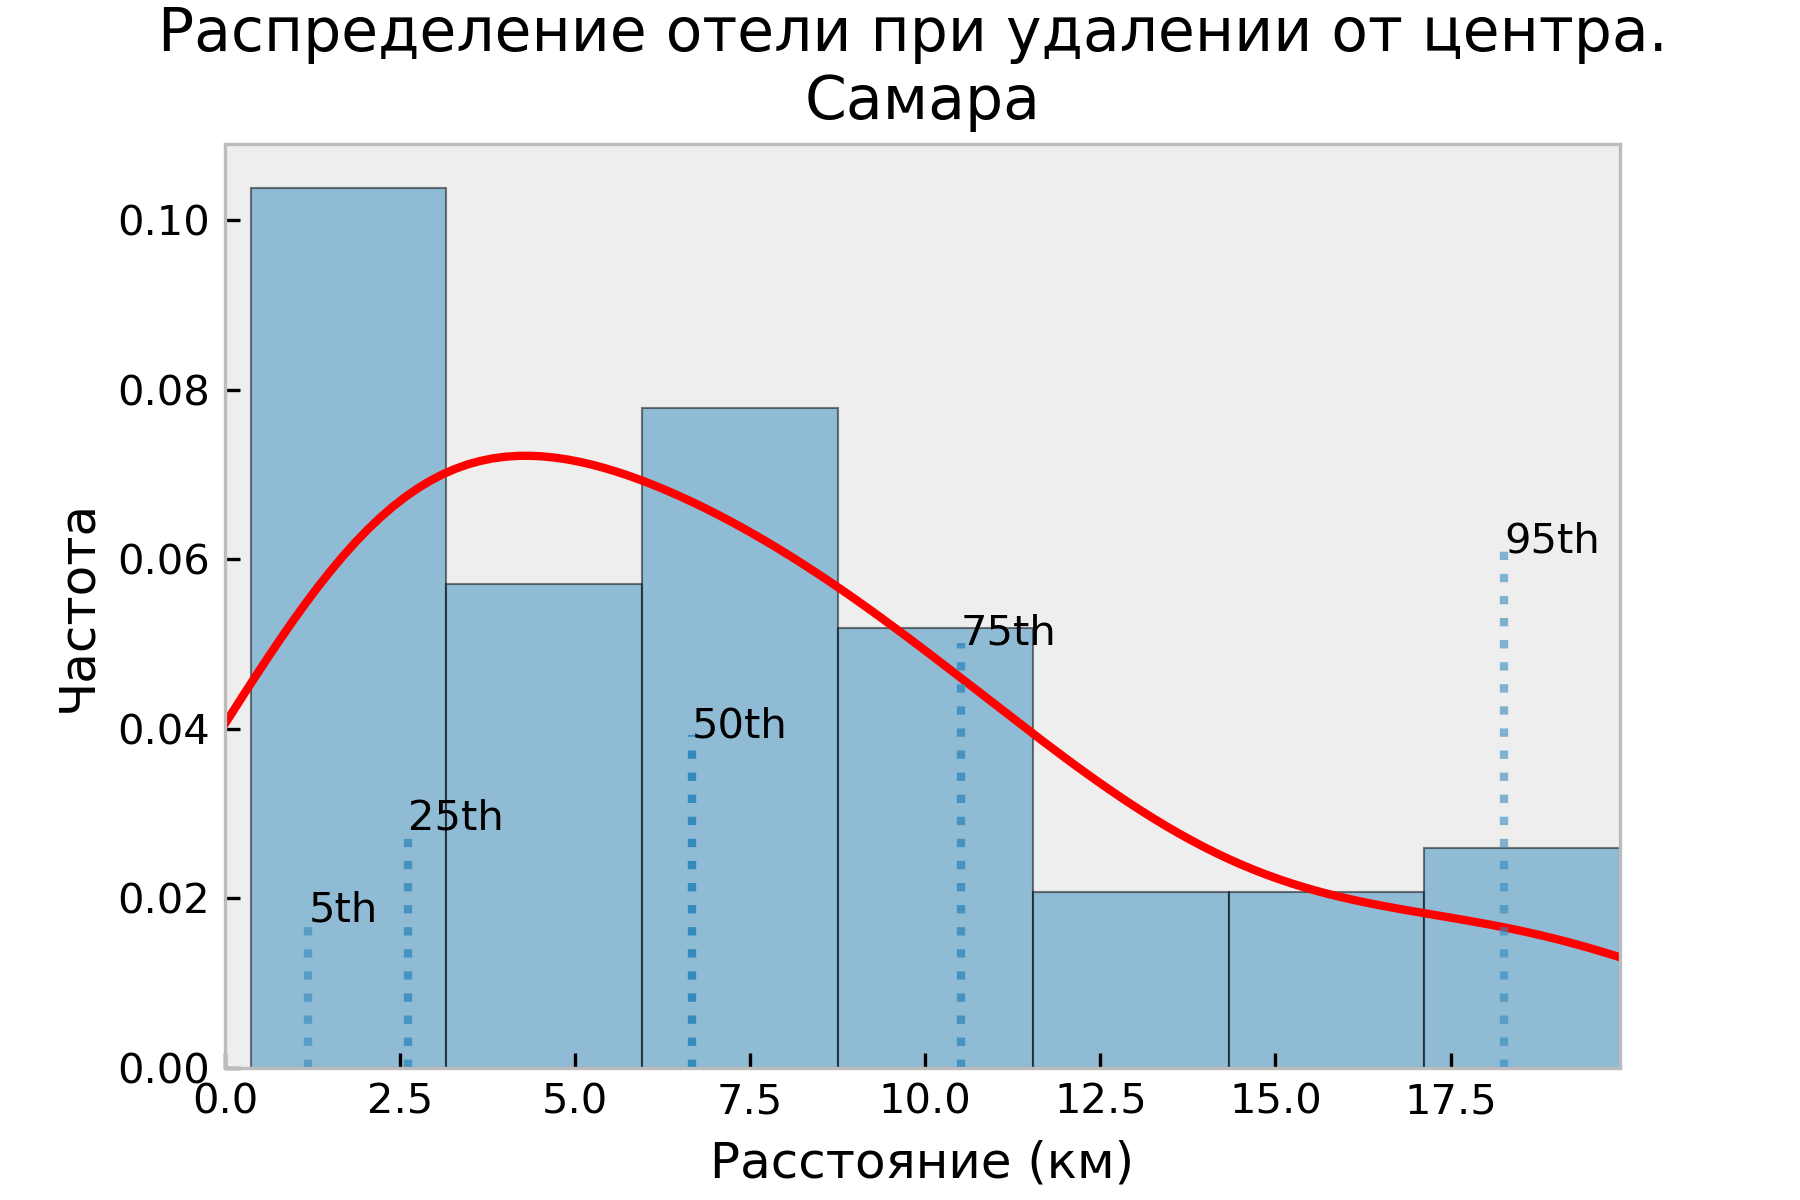 Распределение отели при удалении от центра.
Самара
Частота
0.10
0.08
0.06
0.04
0.02
0.00
5th
25th
50th
75th
95th
0.0 2.5 5.0 7.5 10.0 12.5 15.0 17.5
Расстояние (км)